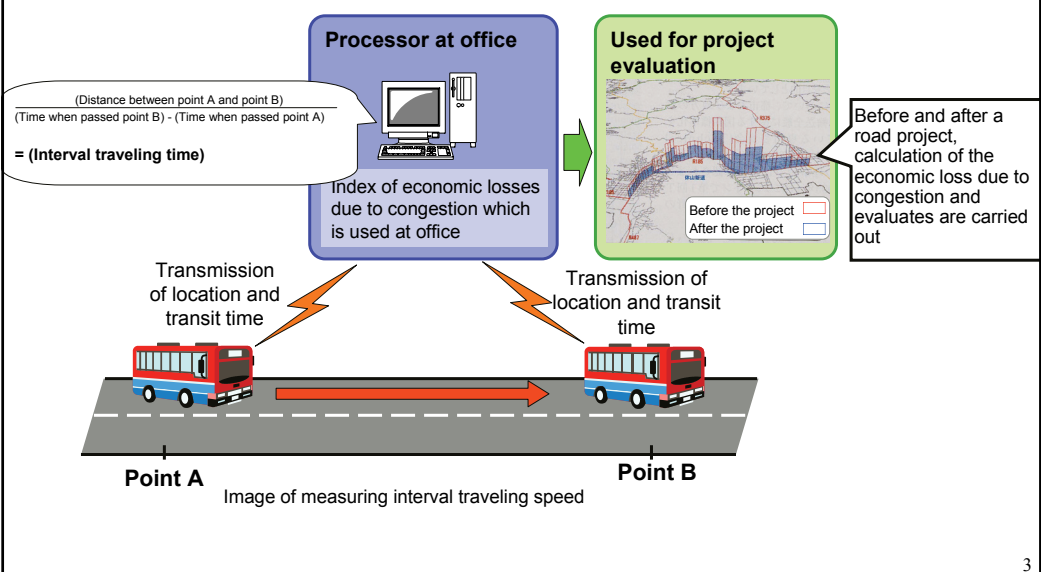 Processor at office
(Distance between point A and point B)
(Time when passed point B) - (Time when passed point A)
= (Interval traveling time)
Index of economic losses
due to congestion which
is used at office
Used for project
evaluation
Before the project
After the project
Before and after a
road project,
calculation of the
economic loss due to
congestion and
evaluates are carried
out
Transmission
of location and
transit time
Transmission of
location and transit
time
Point A
Point B
Image of measuring interval traveling speed
3